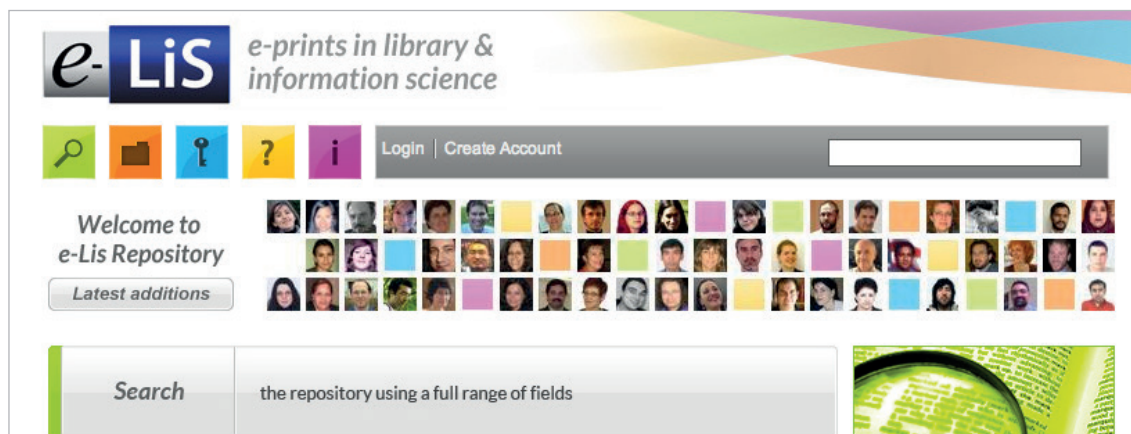 e-LiS
e-prints in library &
information science
?
i
Login | Create Account
Welcome to
e-Lis Repository
Latest additions
Search
the repository using a full range of fields